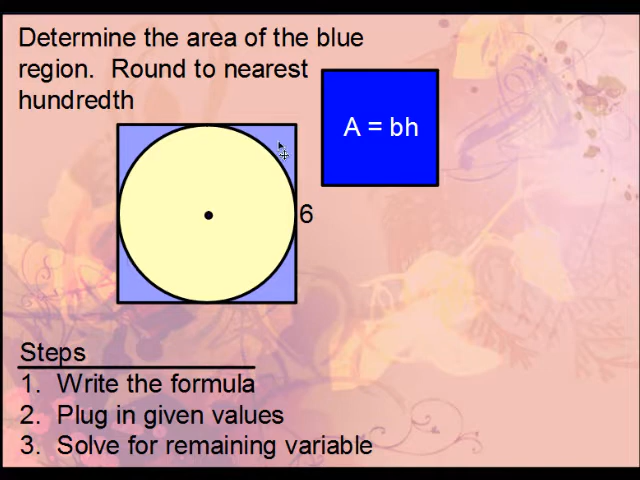 Determine the area of the blue
region.  Round to nearest
hundredth
A = bh
6
Steps
1.  Write the formula
2.  Plug in given values
3.  Solve for remaining variable